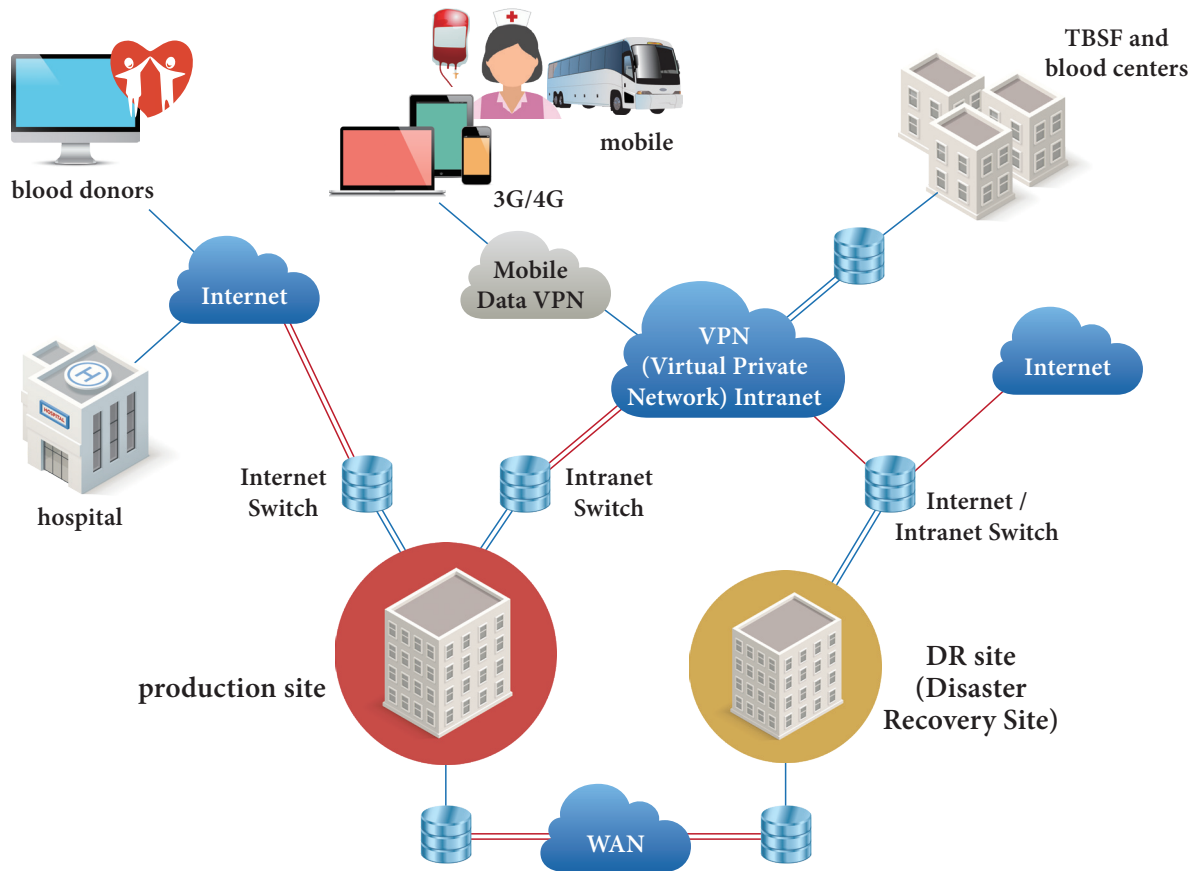 TBSF and
blood centers
mobile
blood donors
3G/4G
Mobile
Data VPN
Internet
VPN
(Virtual Private
Network) Intranet
Internet
HOSPITAL
H
Internet
Switch
Intranet
Switch
Internet /
Intranet Switch
hospital
production site
DR site
(Disaster
Recovery Site)
WAN